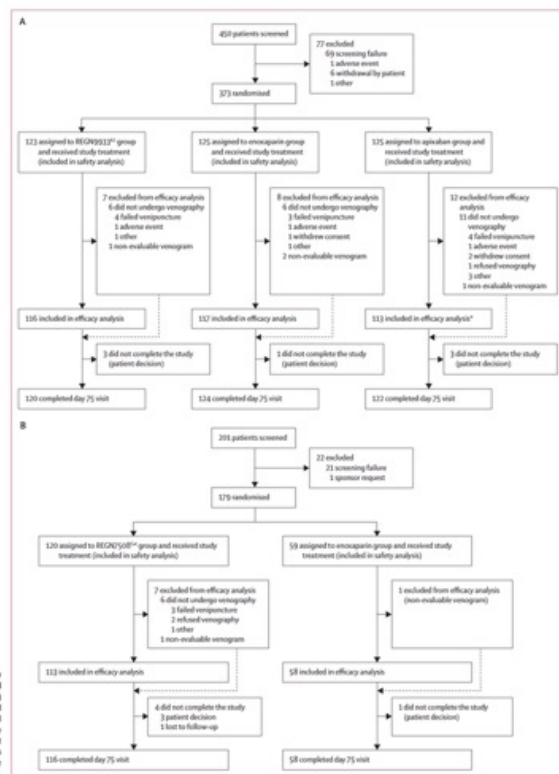 A
450 patients screened
77 excluded
69 screening failure
1 adverse event
6 withdrawal by patient
1 other
373 randomised
123 assigned to REGN9933A2 group
and received study treatment
(included in safety analysis)
125 assigned to enoxaparin group
and received study treatment
(included in safety analysis)
125 assigned to apixaban group and
received study treatment
(included in safety analysis)
7 excluded from efficacy analysis
6 did not undergo venography
4 failed venipuncture
1 adverse event
1 other
1 non-evaluable venogram
8 excluded from efficacy analysis
6 did not undergo venography
3 failed venipuncture
1 adverse event
1 withdrew consent
1 other
2 non-evaluable venogram
12 excluded from efficacy
analysis
11 did not undergo
venography
4 failed venipuncture
1 adverse event
2 withdrew consent
1 refused venography
3 other
1 non-evaluable venogram
116 included in efficacy analysis
117 included in efficacy analysis
113 included in efficacy analysis*
3 did not complete the study
(patient decision)
1 did not complete the study
(patient decision)
3 did not complete the study
(patient decision)
120 completed day 75 visit
124 completed day 75 visit
122 completed day 75 visit
B
201 patients screened
22 excluded
21 screening failure
1 sponsor request
179 randomised
120 assigned to REGN7508Cat group and received study
treatment (included in safety analysis)
59 assigned to enoxaparin group and received study
treatment (included in safety analysis)
7 excluded from efficacy analysis
6 did not undergo venography
3 failed venipuncture
2 refused venography
1 other
1 non-evaluable venogram
1 excluded from efficacy analysis
(non-evaluable venogram)
113 included in efficacy analysis
58 included in efficacy analysis
4 did not complete the study
3 patient decision
1 lost to follow-up
1 did not complete the study
(patient decision)
116 completed day 75 visit
58 completed day 75 visit